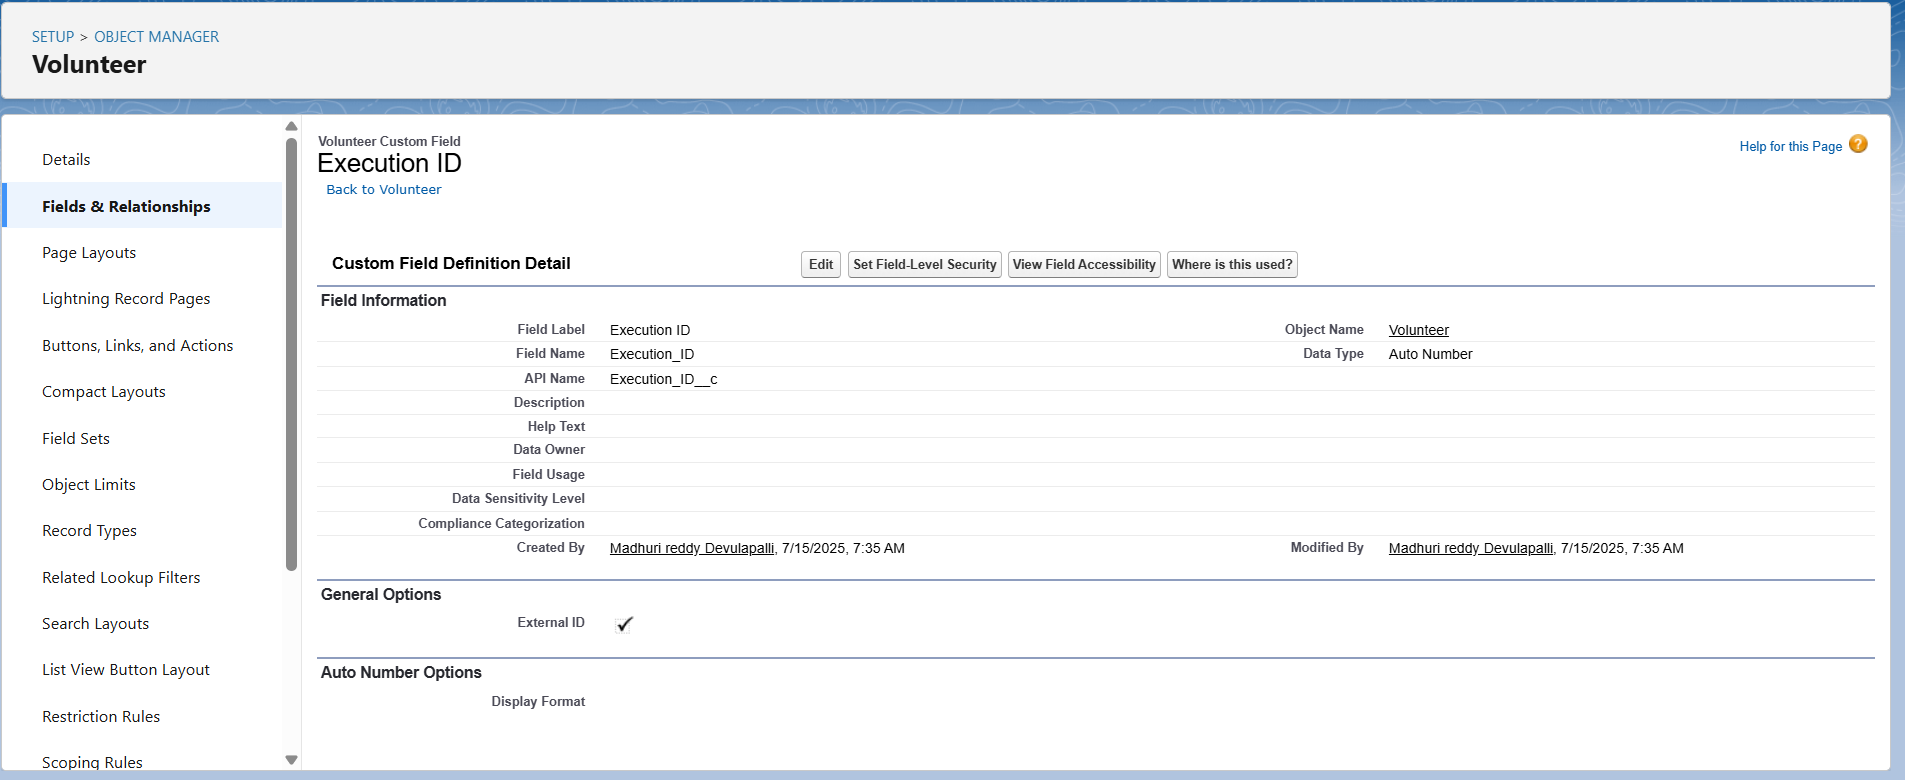 SETUP > OBJECT MANAGER
Volunteer
Details
Fields & Relationships
Page Layouts
Lightning Record Pages
Buttons, Links, and Actions
Compact Layouts
Field Sets
Object Limits
Record Types
Related Lookup Filters
Search Layouts
List View Button Layout
Restriction Rules
Scoping Rules
Volunteer Custom Field
Execution ID
Back to Volunteer
Help for this Page ?
Custom Field Definition Detail Edit Set Field-Level Security View Field Accessibility Where is this used?
Field Information
Field Label Execution ID Object Name Volunteer
Field Name Execution_ID Data Type Auto Number
API Name Execution_ID__c
Description
Help Text
Data Owner
Field Usage
Data Sensitivity Level
Compliance Categorization
Created By Madhuri reddy Devulapalli, 7/15/2025, 7:35 AM Modified By Madhuri reddy Devulapalli, 7/15/2025, 7:35 AM
General Options
External ID
Auto Number Options
Display Format